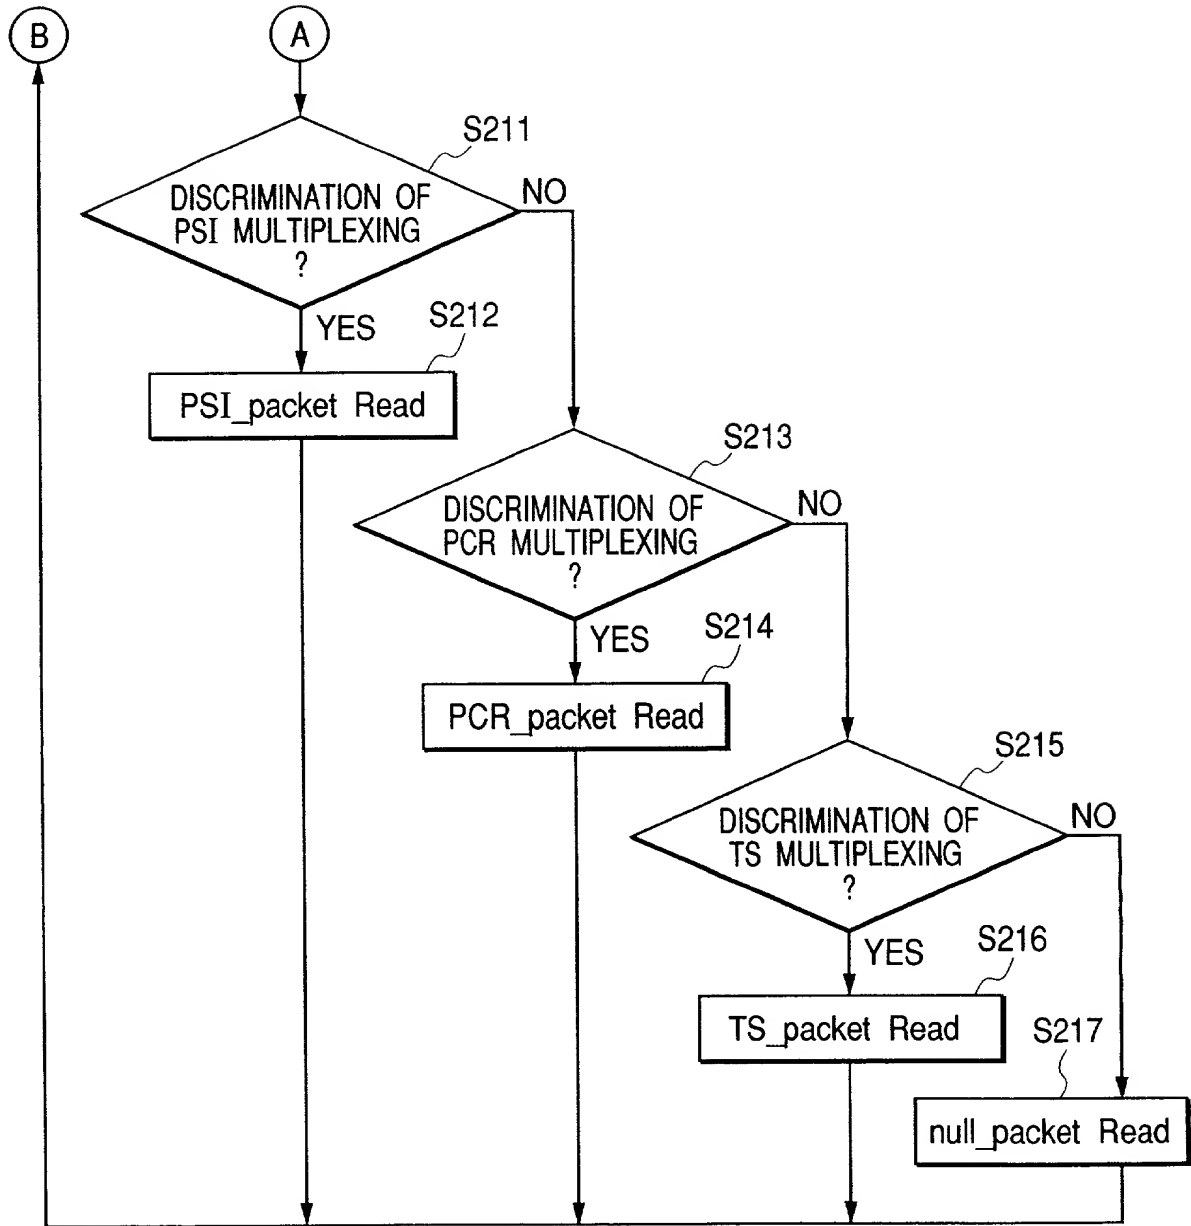 B
A
S211
DISCRIMINATION OF
PSI MULTIPLEXING
?
NO
YES
S212
PSI_packet Read
S213
DISCRIMINATION OF
PCR MULTIPLEXING
?
NO
YES
S214
PCR_packet Read
S215
DISCRIMINATION OF
TS MULTIPLEXING
?
NO
YES
S216
TS_packet Read
S217
null_packet Read